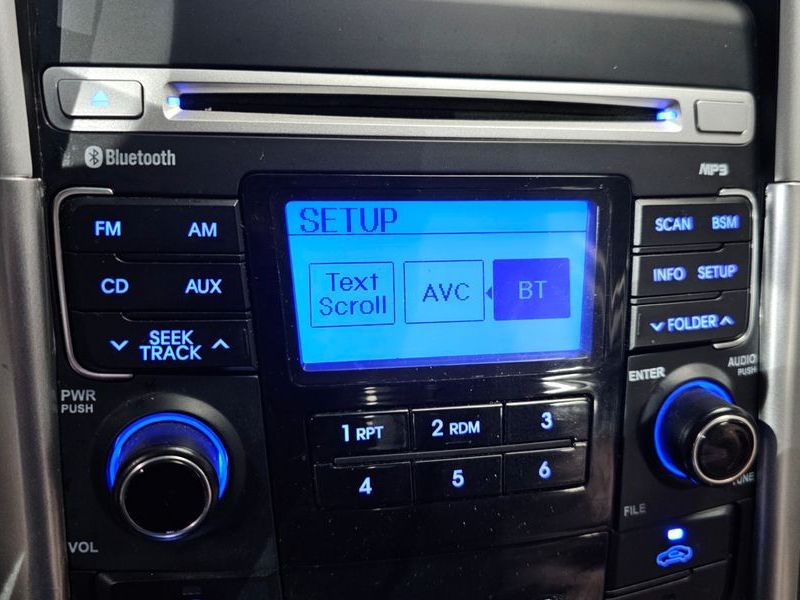 Bluetooth
MP3
FM
AM
SCAN
BSM
CD
AUX
INFO
SETUP
SEEK
TRACK
FOLDER
SETUP
Text
Scroll
AVC
BT
PWR
PUSH
VOL
1 RPT
2 RDM
3
4
5
6
ENTER
AUDIO
PUSH
TUNE
FILE